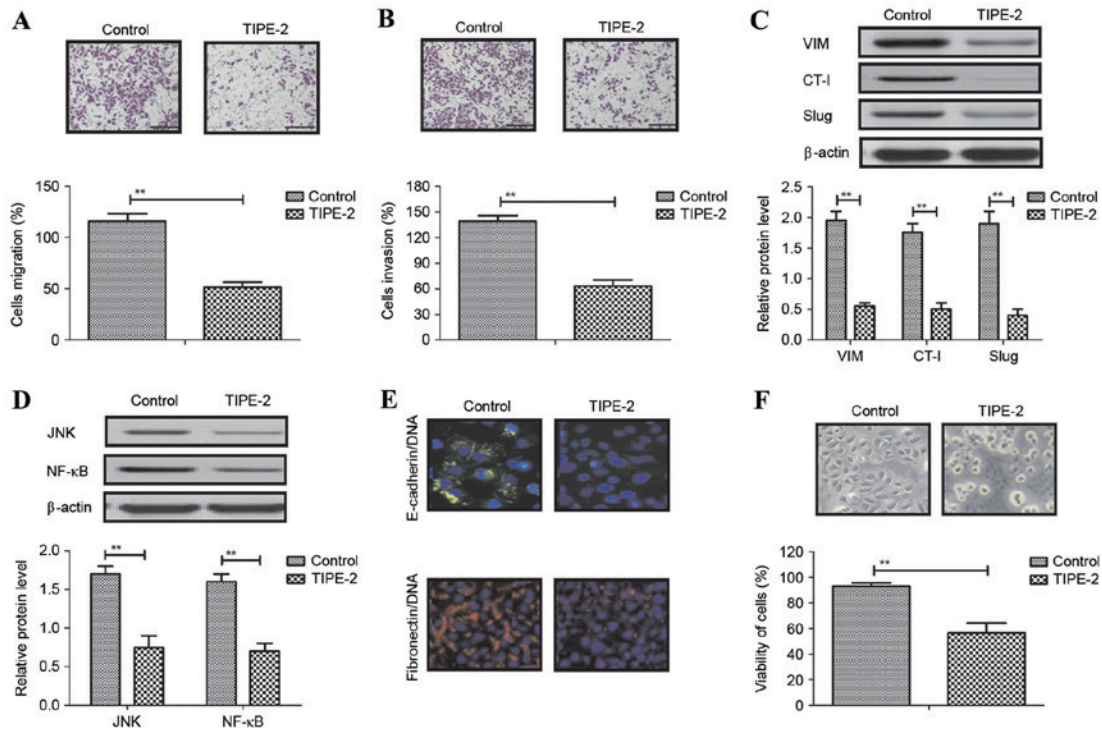 A
Control TIPE-2
Cells migration (%)
150
100
50
0
**
Control
TIPE-2
B
Control TIPE-2
Cells invasion (%)
180
150
120
90
60
30
0
**
Control
TIPE-2
C
Control TIPE-2
VIM
CT-I
Slug
β-actin
Relative protein level
2.5
2.0
1.5
1.0
0.5
0.0
** ** **
Control
TIPE-2
VIM CT-I Slug
D
Control TIPE-2
JNK
NF-κB
β-actin
Relative protein level
2.0
1.5
1.0
0.5
0.0
** **
Control
TIPE-2
JNK NF-κB
E
Control TIPE-2
E-cadherin/DNA
Fibronectin/DNA
F
Control TIPE-2
Viability of cells (%)
120
100
80
60
40
20
0
**
Control
TIPE-2